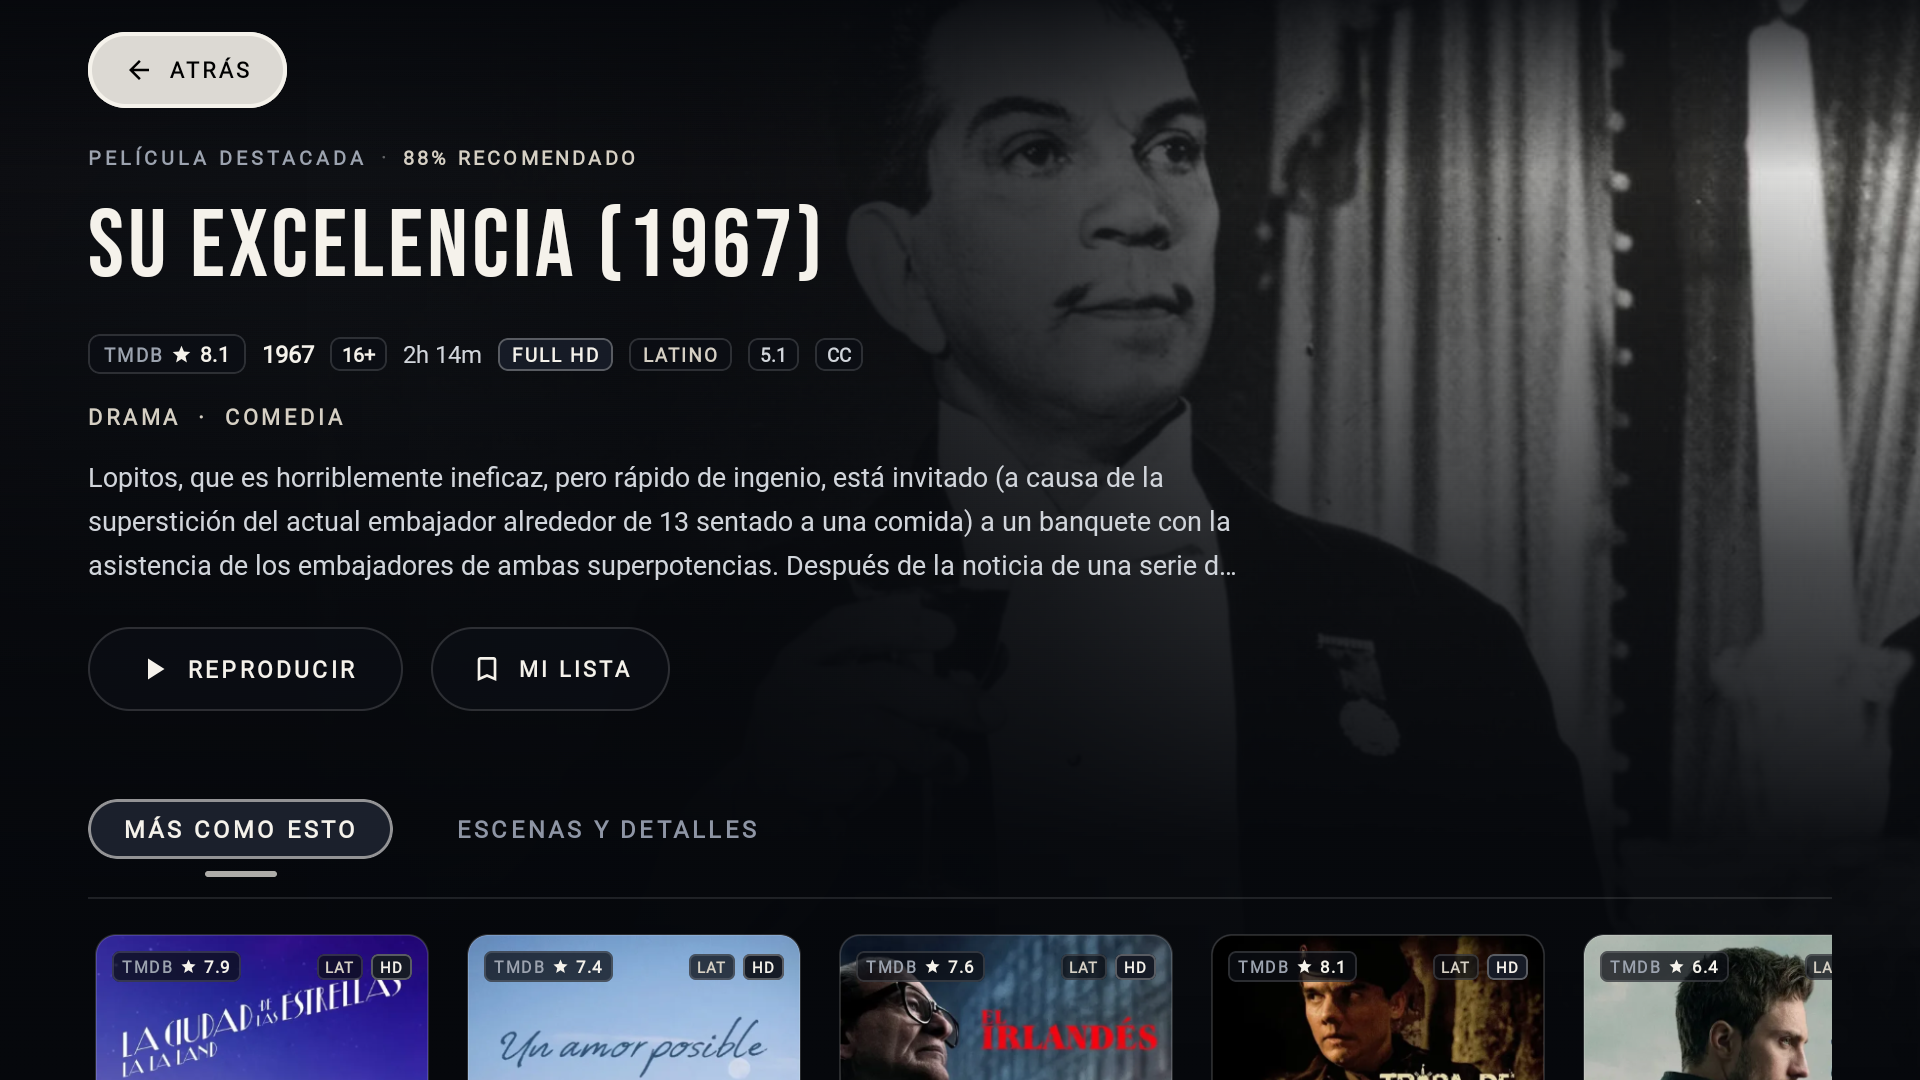 ATRÁS
PELÍCULA DESTACADA · 88% RECOMENDADO
SU EXCELENCIA (1967)
TMDB ★ 8.1 1967 16+ 2h 14m FULL HD LATINO 5.1 CC
DRAMA · COMEDIA
Lopitos, que es horriblemente ineficaz, pero rápido de ingenio, está invitado (a causa de la
superstición del actual embajador alrededor de 13 sentado a una comida) a un banquete con la
asistencia de los embajadores de ambas superpotencias. Después de la noticia de una serie d...
REPRODUCIR MI LISTA
MÁS COMO ESTO ESCENAS Y DETALLES
TMDB ★ 7.9 LAT HD
LA CIUDAD DE LAS ESTRELLAS
LA LA LAND
TMDB ★ 7.4 LAT HD
Un amor posible
TMDB ★ 7.6 LAT HD
EL
IRLANDÉS
TMDB ★ 8.1 LAT HD
TMDB ★ 6.4